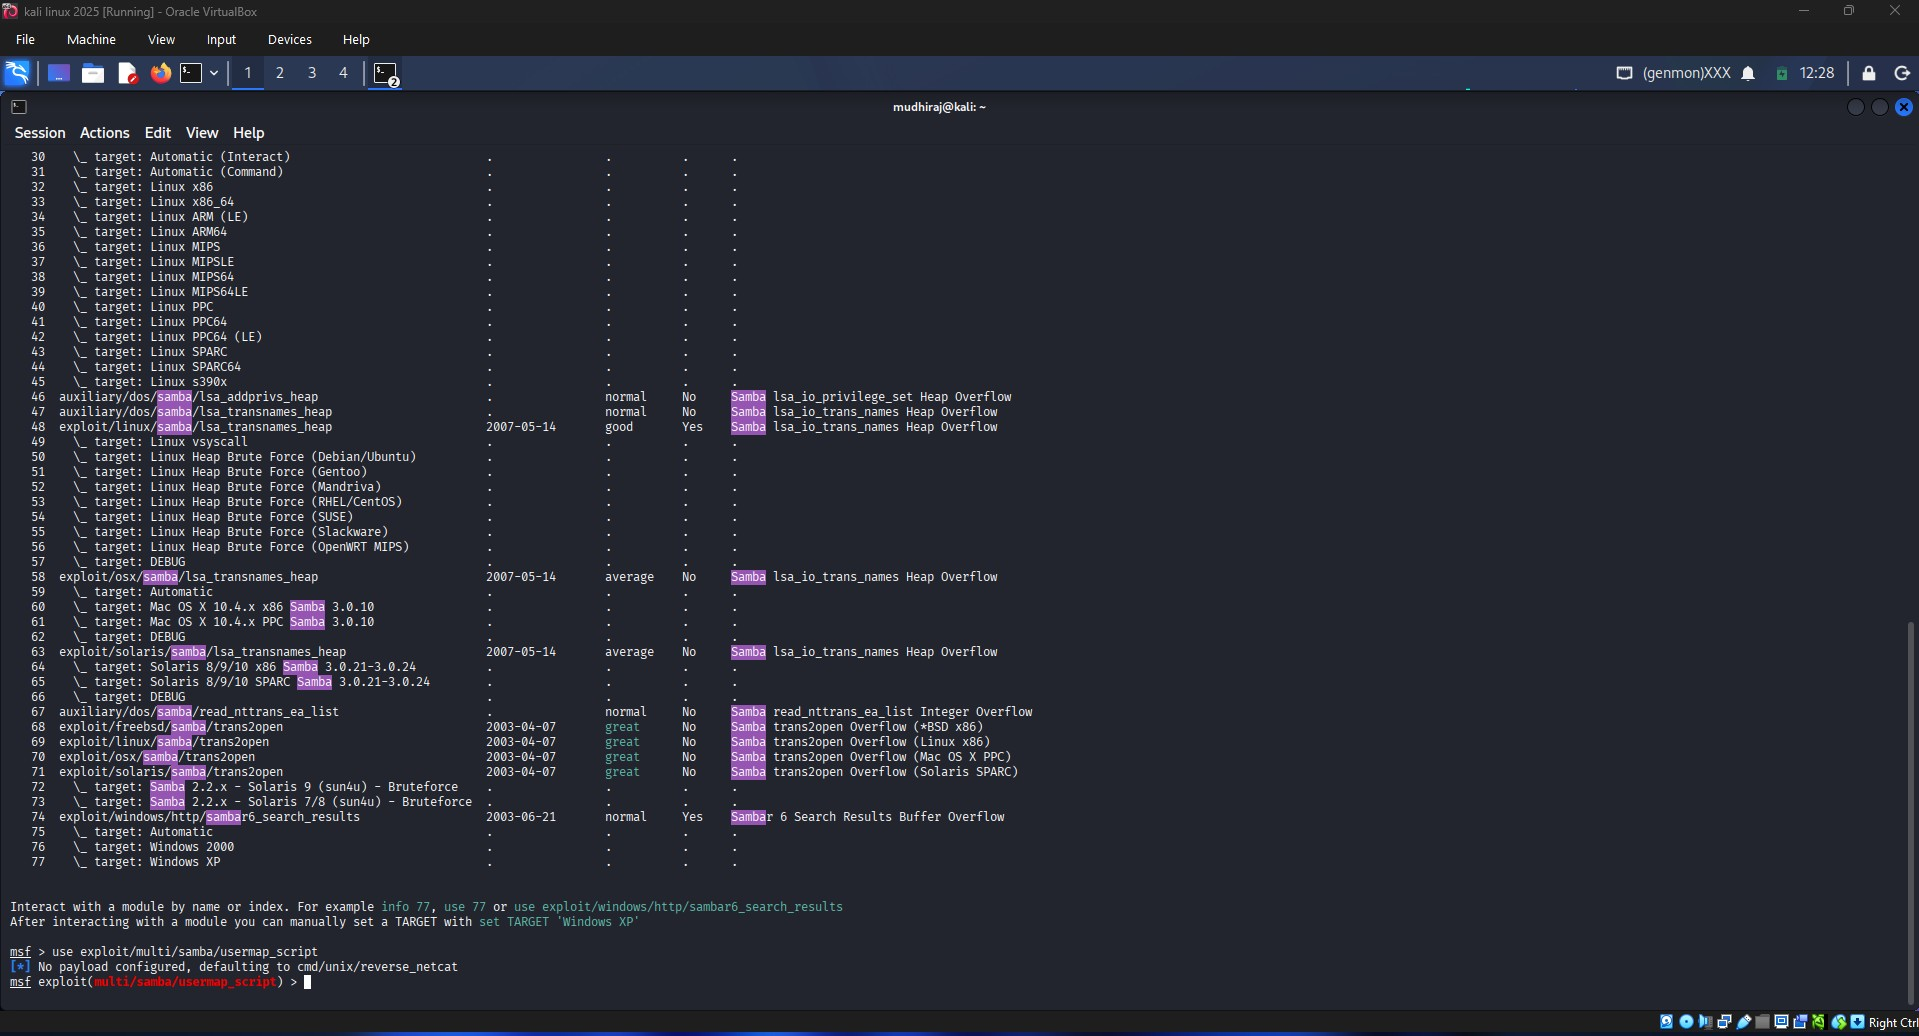 kali linux 2025 [Running] - Oracle VirtualBox
File Machine View Input Devices Help
1 2 3 4 2 (genmon)XXX 12:28
mudhiraj@kali: ~
Session Actions Edit View Help
30 \_ target: Automatic (Interact) . . . .
31 \_ target: Automatic (Command) . . . .
32 \_ target: Linux x86 . . . .
33 \_ target: Linux x86_64 . . . .
34 \_ target: Linux ARM (LE) . . . .
35 \_ target: Linux ARM64 . . . .
36 \_ target: Linux MIPS . . . .
37 \_ target: Linux MIPSLE . . . .
38 \_ target: Linux MIPS64 . . . .
39 \_ target: Linux MIPS64LE . . . .
40 \_ target: Linux PPC . . . .
41 \_ target: Linux PPC64 . . . .
42 \_ target: Linux PPC64 (LE) . . . .
43 \_ target: Linux SPARC . . . .
44 \_ target: Linux SPARC64 . . . .
45 \_ target: Linux s390x . . . .
46 auxiliary/dos/samba/lsa_addprivs_heap . normal No Samba lsa_io_privilege_set Heap Overflow
47 auxiliary/dos/samba/lsa_transnames_heap . normal No Samba lsa_io_trans_names Heap Overflow
48 exploit/linux/samba/lsa_transnames_heap 2007-05-14 good Yes Samba lsa_io_trans_names Heap Overflow
49 \_ target: Linux vsyscall . . . .
50 \_ target: Linux Heap Brute Force (Debian/Ubuntu) . . . .
51 \_ target: Linux Heap Brute Force (Gentoo) . . . .
52 \_ target: Linux Heap Brute Force (Mandriva) . . . .
53 \_ target: Linux Heap Brute Force (RHEL/CentOS) . . . .
54 \_ target: Linux Heap Brute Force (SUSE) . . . .
55 \_ target: Linux Heap Brute Force (Slackware) . . . .
56 \_ target: Linux Heap Brute Force (OpenWRT MIPS) . . . .
57 \_ target: DEBUG . . . .
58 exploit/osx/samba/lsa_transnames_heap 2007-05-14 average No Samba lsa_io_trans_names Heap Overflow
59 \_ target: Automatic . . . .
60 \_ target: Mac OS X 10.4.x x86 Samba 3.0.10 . . . .
61 \_ target: Mac OS X 10.4.x PPC Samba 3.0.10 . . . .
62 \_ target: DEBUG . . . .
63 exploit/solaris/samba/lsa_transnames_heap 2007-05-14 average No Samba lsa_io_trans_names Heap Overflow
64 \_ target: Solaris 8/9/10 x86 Samba 3.0.21-3.0.24 . . . .
65 \_ target: Solaris 8/9/10 SPARC Samba 3.0.21-3.0.24 . . . .
66 \_ target: DEBUG . . . .
67 auxiliary/dos/samba/read_nttrans_ea_list . normal No Samba read_nttrans_ea_list Integer Overflow
68 exploit/freebsd/samba/trans2open 2003-04-07 great No Samba trans2open Overflow (*BSD x86)
69 exploit/linux/samba/trans2open 2003-04-07 great No Samba trans2open Overflow (Linux x86)
70 exploit/osx/samba/trans2open 2003-04-07 great No Samba trans2open Overflow (Mac OS X PPC)
71 exploit/solaris/samba/trans2open 2003-04-07 great No Samba trans2open Overflow (Solaris SPARC)
72 \_ target: Samba 2.2.x - Solaris 9 (sun4u) - Bruteforce . . . .
73 \_ target: Samba 2.2.x - Solaris 7/8 (sun4u) - Bruteforce . . . .
74 exploit/windows/http/sambar6_search_results 2003-06-21 normal Yes Sambar 6 Search Results Buffer Overflow
75 \_ target: Automatic . . . .
76 \_ target: Windows 2000 . . . .
77 \_ target: Windows XP . . . .
Interact with a module by name or index. For example info 77, use 77 or use exploit/windows/http/sambar6_search_results
After interacting with a module you can manually set a TARGET with set TARGET 'Windows XP'
msf > use exploit/multi/samba/usermap_script
[*] No payload configured, defaulting to cmd/unix/reverse_netcat
msf exploit(multi/samba/usermap_script) >
Right Ctrl